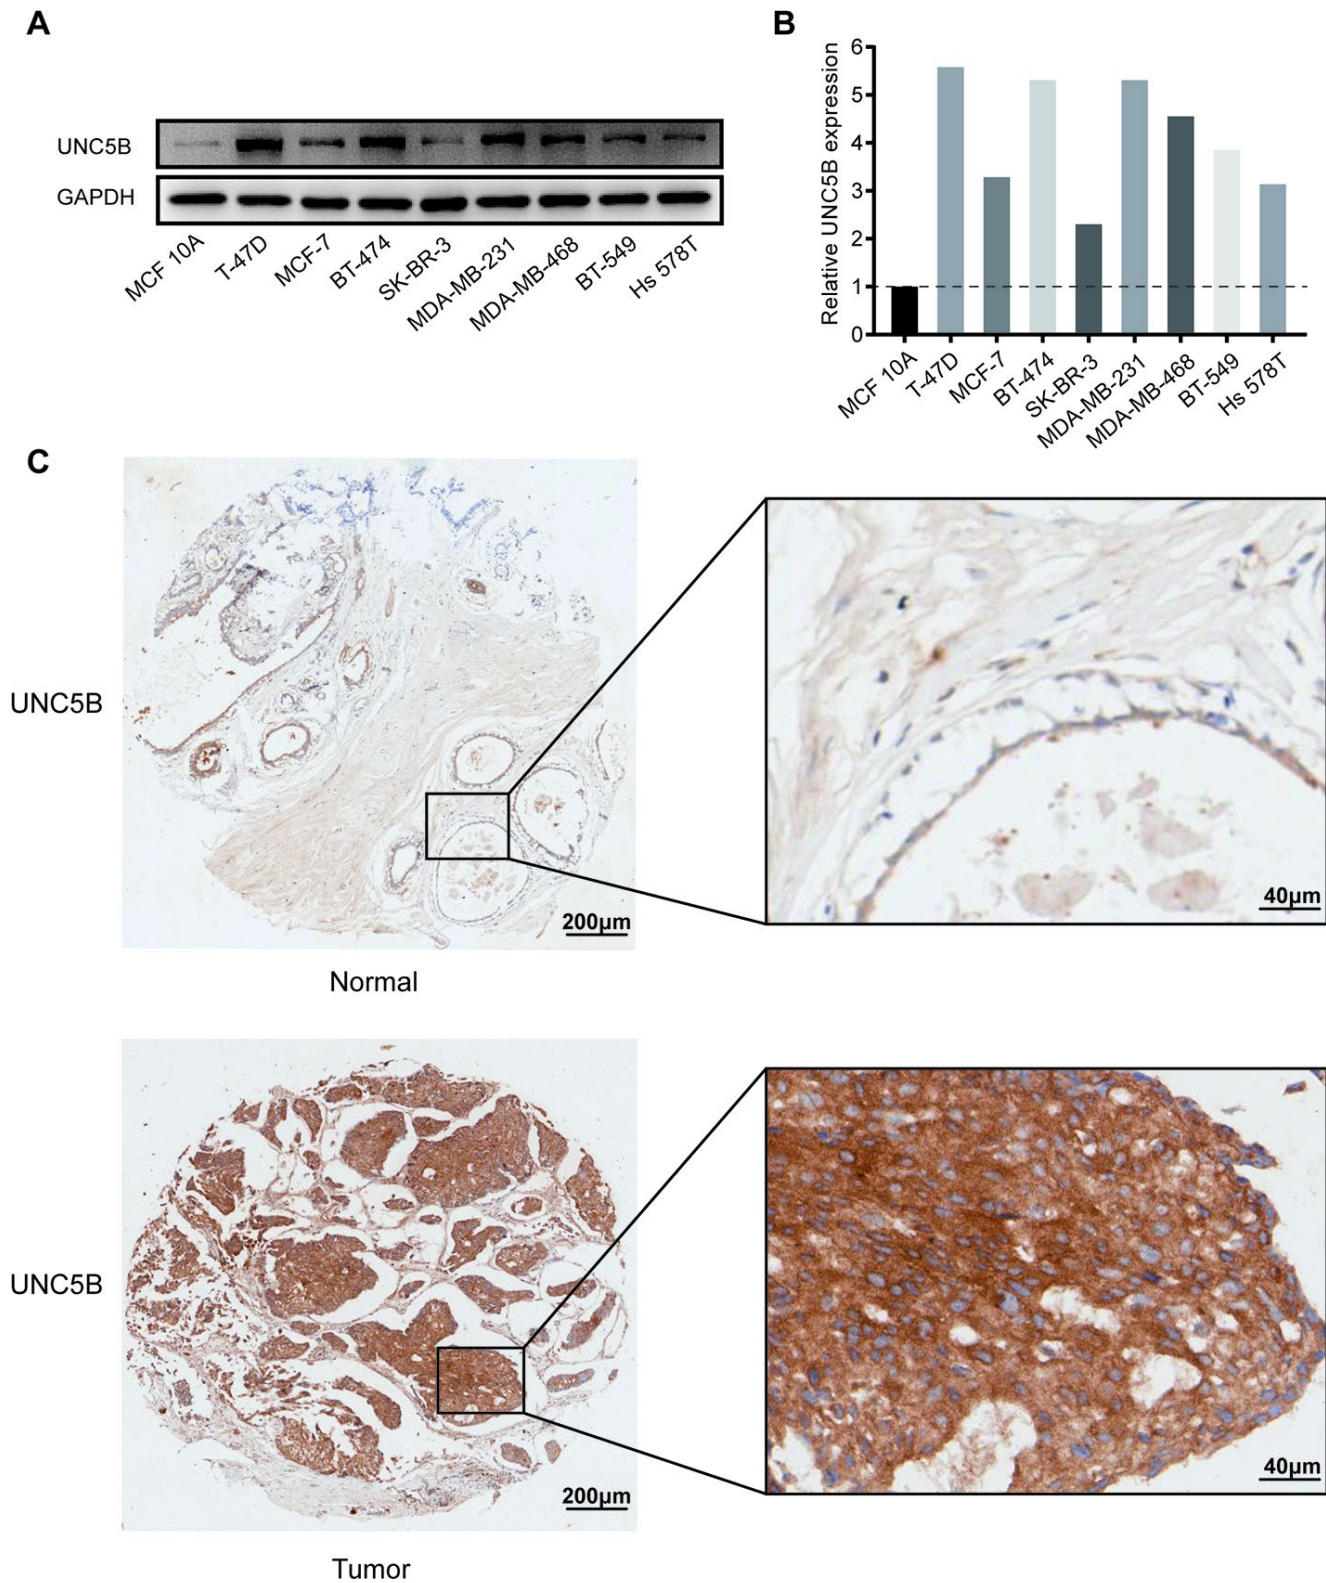 A
UNC5B
GAPDH
MCF 10A
T-47D
MCF-7
BT-474
SK-BR-3
MDA-MB-231
MDA-MB-468
BT-549
Hs 578T
B
Relative UNC5B expression
6
5
4
3
2
1
0
MCF 10A
T-47D
MCF-7
BT-474
SK-BR-3
MDA-MB-231
MDA-MB-468
BT-549
Hs 578T
C
UNC5B
200μm
40μm
Normal
UNC5B
200μm
40μm
Tumor